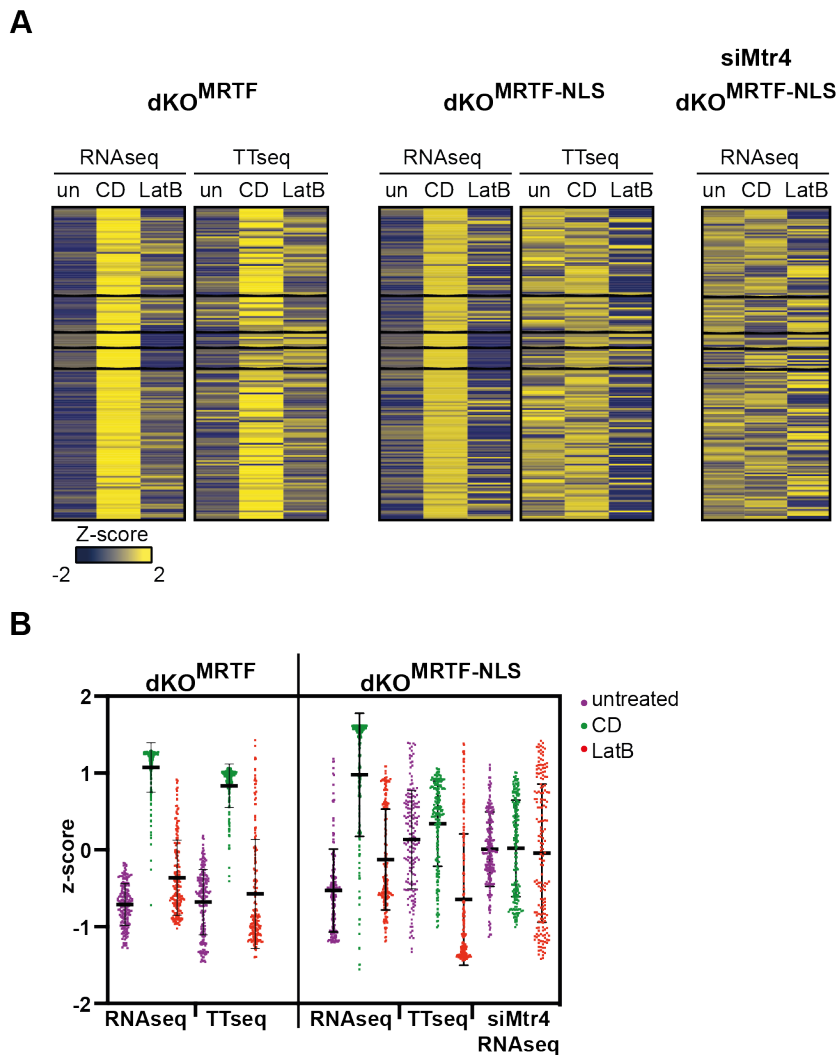 A
siMtr4
dKO^MRTF dKO^MRTF-NLS dKO^MRTF-NLS
RNAseq TTseq RNAseq TTseq RNAseq
un CD LatB un CD LatB un CD LatB un CD LatB un CD LatB
Z-score
-2 2
B
dKO^MRTF dKO^MRTF-NLS
2
untreated
CD
LatB
1
0
z-score
-1
-2
RNAseq TTseq RNAseq TTseq siMtr4
RNAseq